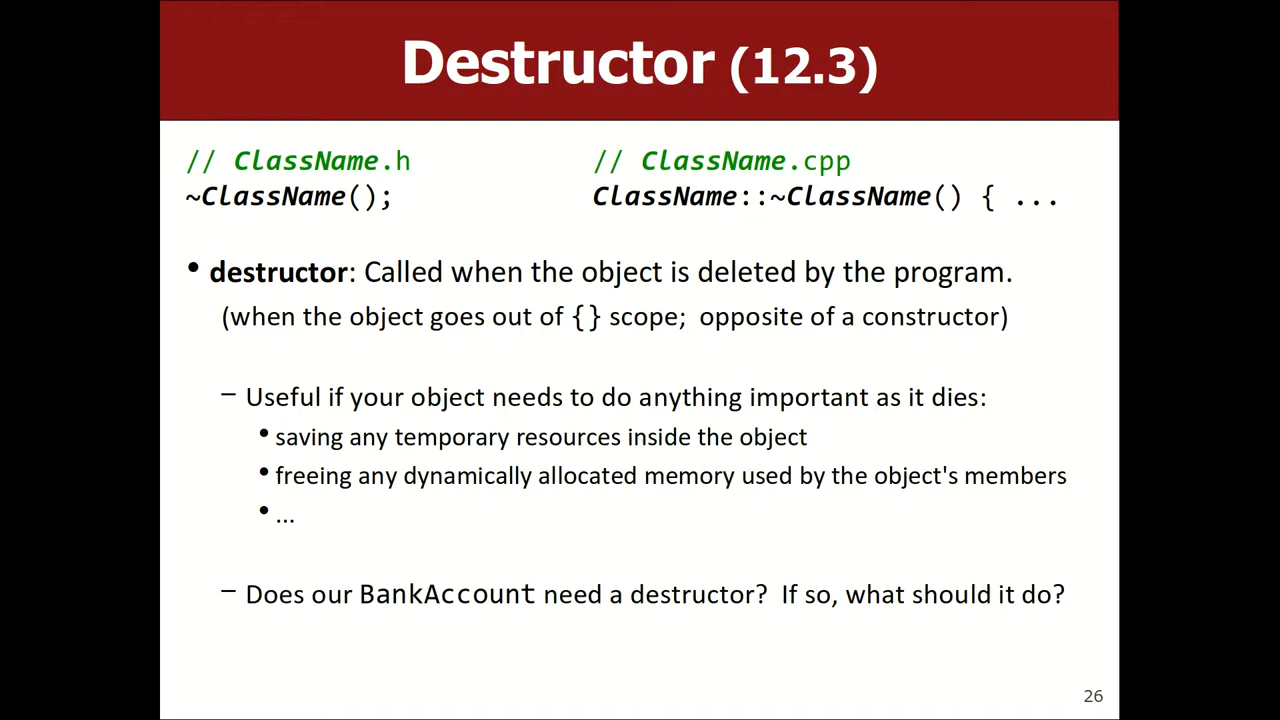 Destructor (12.3)
// ClassName.h
~ClassName();
// ClassName.cpp
ClassName::~ClassName() { ...
• destructor: Called when the object is deleted by the program.
(when the object goes out of {} scope; opposite of a constructor)
– Useful if your object needs to do anything important as it dies:
• saving any temporary resources inside the object
• freeing any dynamically allocated memory used by the object's members
• ...
– Does our BankAccount need a destructor? If so, what should it do?
26